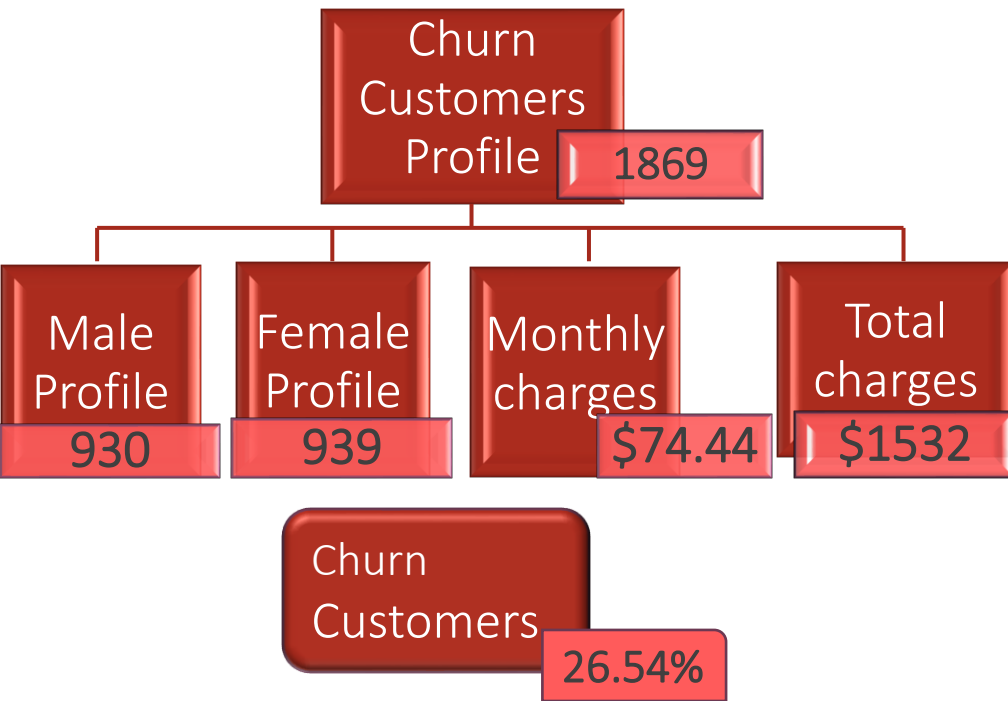 Churn
Customers
Profile
1869
Male
Profile
930
Female
Profile
939
Monthly
charges
$74.44
Total
charges
$1532
Churn
Customers
26.54%